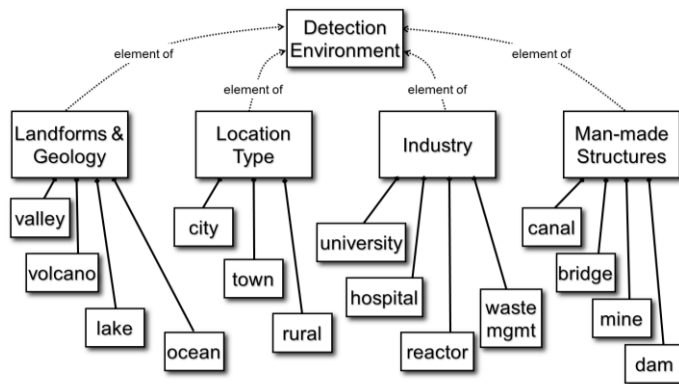 Detection
Environment
element of
element of
element of
element of
Landforms &
Geology
Location
Type
Industry
Man-made
Structures
valley
volcano
lake
ocean
city
town
rural
university
hospital
reactor
waste
mgmt
canal
bridge
mine
dam